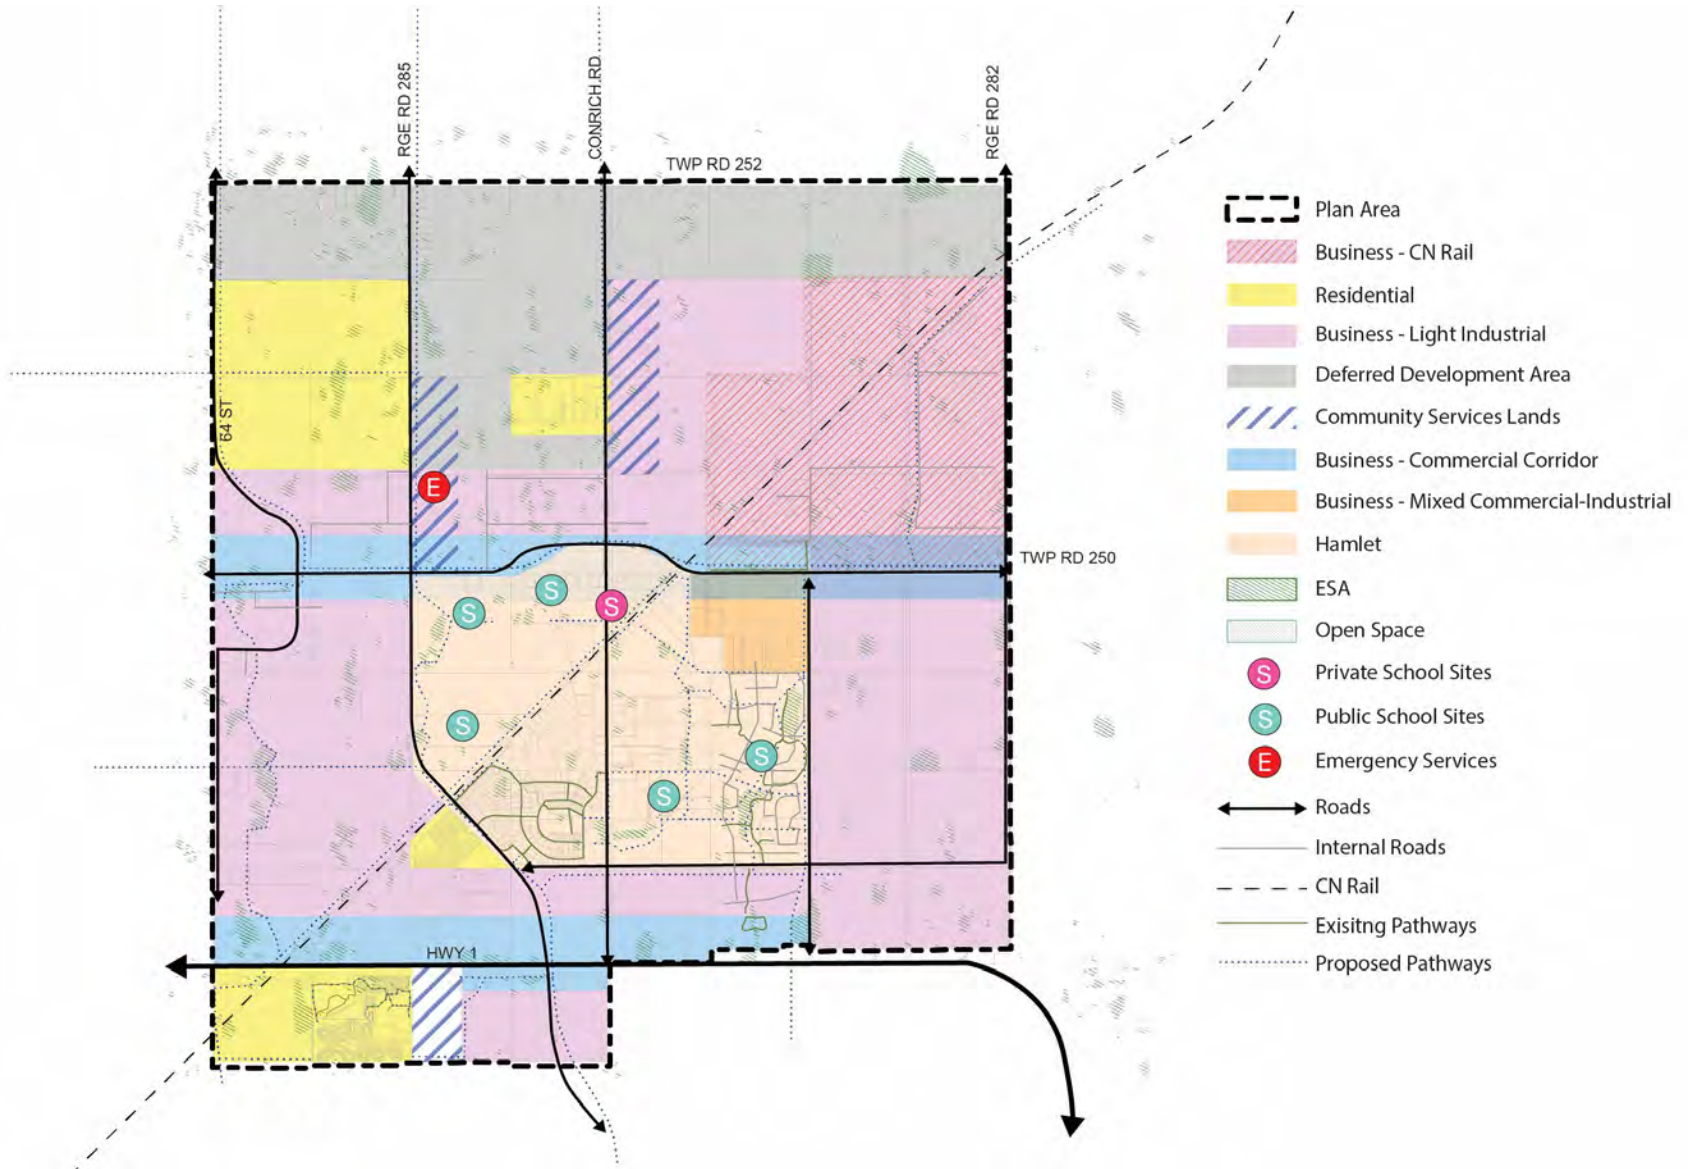 RGE RD 285
CONRICH.RD.
RGE RD 282
TWP RD 252
64 ST
E
TWP RD 250
S
S
S
S
S
S
HWY 1
Plan Area
Business - CN Rail
Residential
Business - Light Industrial
Deferred Development Area
Community Services Lands
Business - Commercial Corridor
Business - Mixed Commercial-Industrial
Hamlet
ESA
Open Space
S Private School Sites
S Public School Sites
E Emergency Services
Roads
Internal Roads
CN Rail
Exisitng Pathways
Proposed Pathways